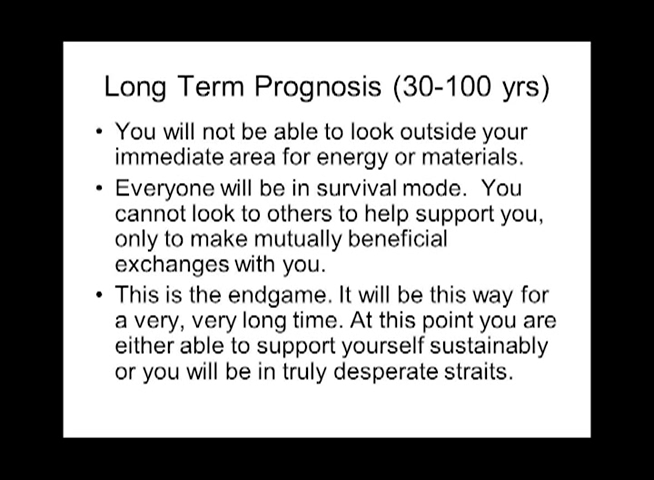 Long Term Prognosis (30-100 yrs)
• You will not be able to look outside your
immediate area for energy or materials.
• Everyone will be in survival mode.  You
cannot look to others to help support you,
only to make mutually beneficial
exchanges with you.
• This is the endgame. It will be this way for
a very, very long time. At this point you are
either able to support yourself sustainably
or you will be in truly desperate straits.